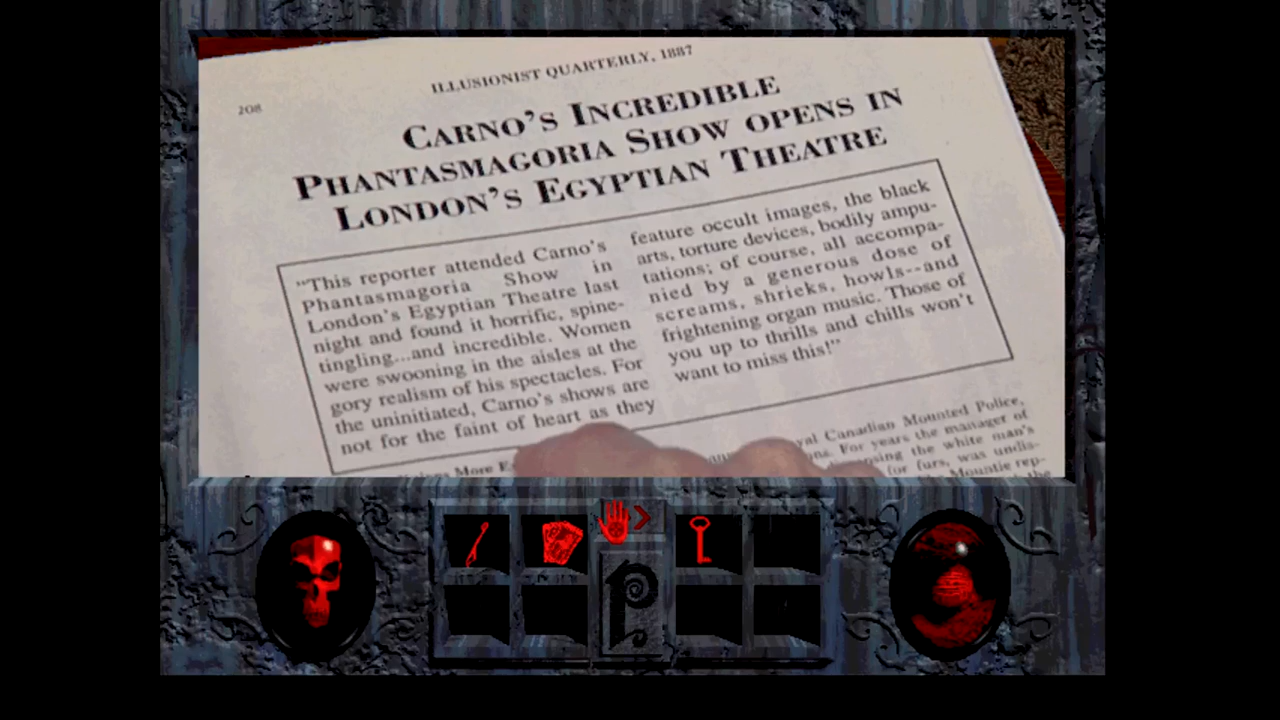 ILLUSIONIST QUARTERLY, 1887
208
CARNO'S INCREDIBLE
PHANTASMAGORIA SHOW OPENS IN
LONDON'S EGYPTIAN THEATRE
"This reporter attended Carno's
Phantasmagoria Show in
London's Egyptian Theatre last
night and found it horrific, spine-
tingling...and incredible. Women
were swooning in the aisles at the
gory realism of his spectacles. For
the uninitiated, Carno's shows are
not for the faint of heart as they
feature occult images, the black
arts, torture devices, bodily ampu-
tations; of course, all accompa-
nied by a generous dose of
screams, shrieks, howls--and
frightening organ music. Those of
you up to thrills and chills won't
want to miss this!"
More
Canadian Mounted Police,
For years the manager of
the white man's
for furs, was undis-
Mountie rep-